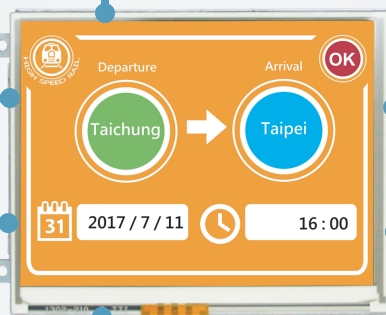 HIGH SPEED RAIL
Departure
Arrival
OK
Taichung
Taipei
31
2017 / 7 / 11
16 : 00